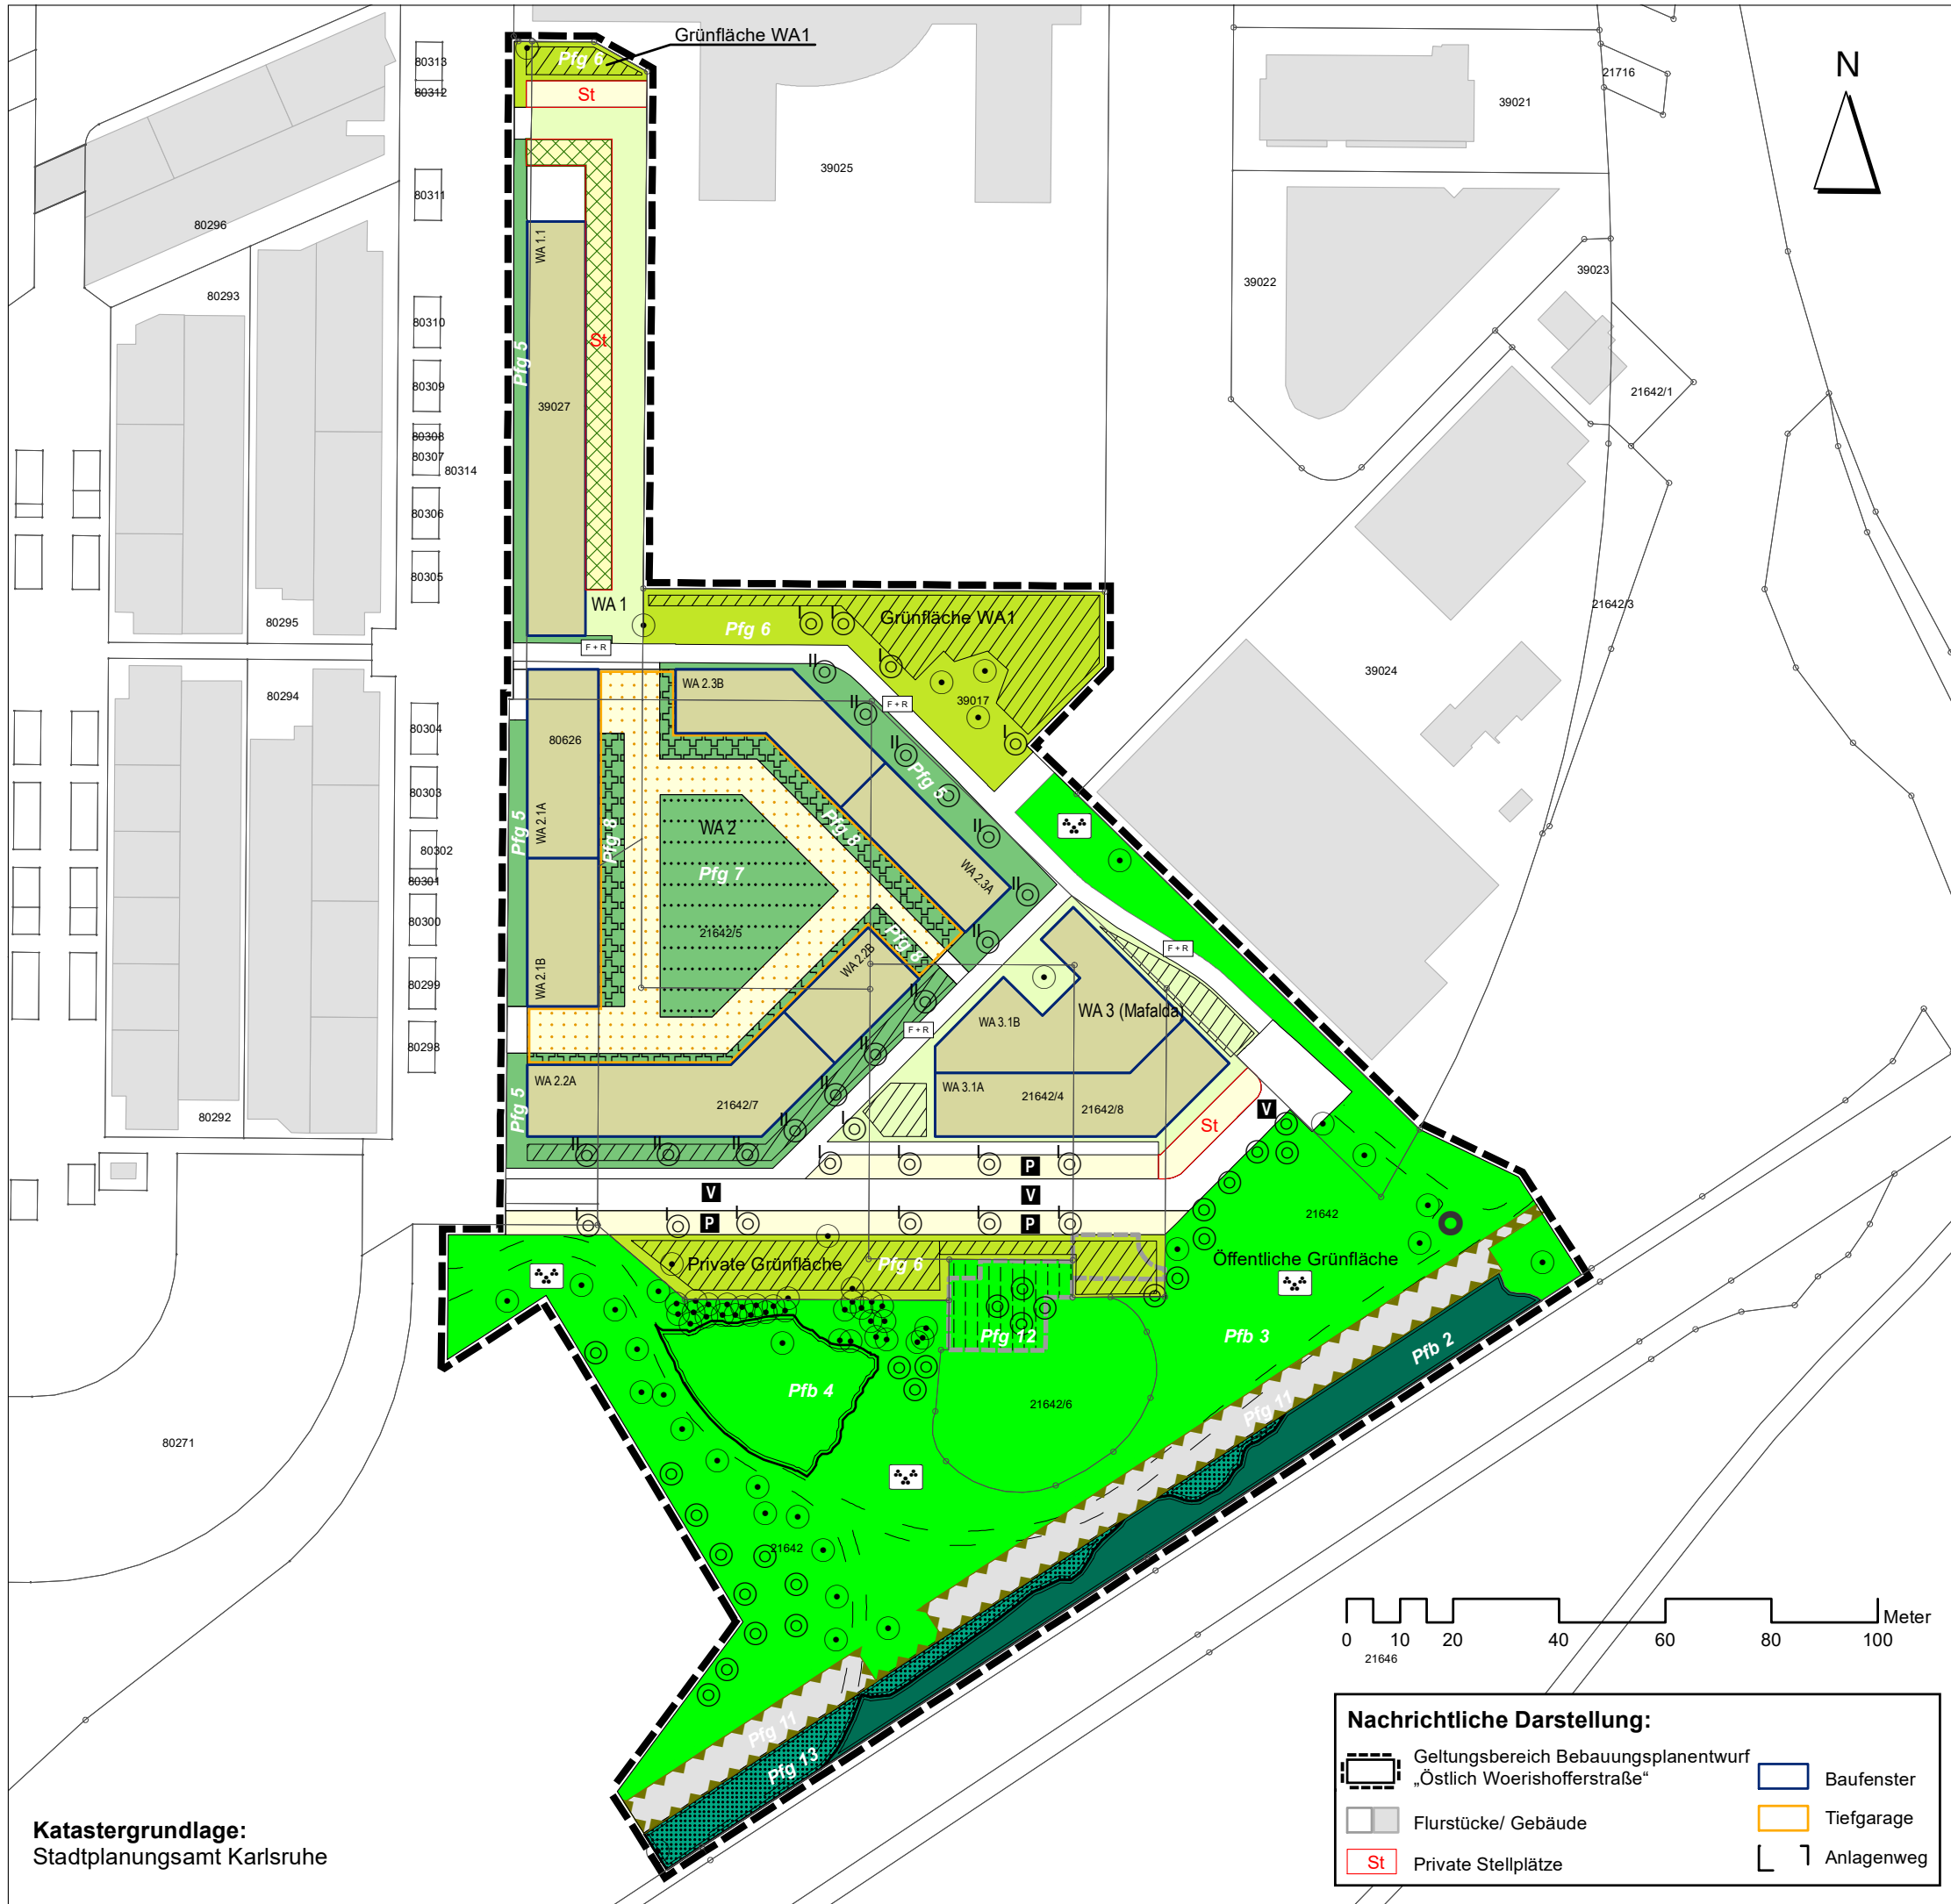 Grünfläche WA1
N
80313
Pfg 6
80312
St
21716
39021
39025
80311
80296
WA 1.1
39023
80293
39022
80310
Pfg 5
St
80309
21642/1
39027
80308
80307
80314
80306
80305
21642/3
WA 1
80295
Pfg 6
Grünfläche WA1
F + R
39024
80294
WA 2.3B
39017
F + R
80304
80626
Pfg 5
80303
WA 2.1A
Pfg 5
Pfg 8
WA 2
Pfg 8
80302
80301
Pfg 7
WA 2.3A
80300
21642/5
WA 2.1B
WA 2.2B
Pfg 8
F + R
80299
WA 3.1B
WA 3 (Mafalda)
F + R
80298
WA 2.2A
WA 3.1A
21642/4
21642/7
21642/8
Pfg 5
80292
V
St
P
V
V
P
P
21642
Private Grünfläche
Pfg 6
Öffentliche Grünfläche
Pfg 12
Pfb 3
Pfb 2
Pfb 4
21642/6
Pfg 11
80271
21642
Meter
0 10 20 40 60 80 100
21646
Pfg 11
Pfg 13
Nachrichtliche Darstellung:
Geltungsbereich Bebauungsplanentwurf
„Östlich Woerishofferstraße“
Baufenster
Flurstücke/ Gebäude
Tiefgarage
St Private Stellplätze
Anlagenweg
Katastergrundlage:
Stadtplanungsamt Karlsruhe